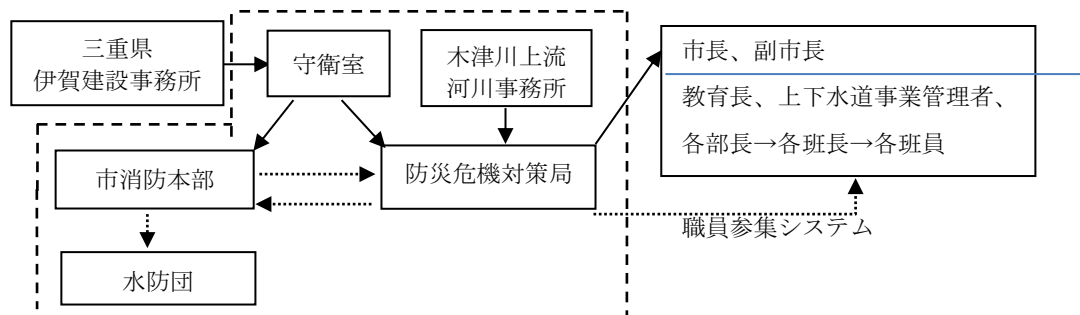 三重県
伊賀建設事務所
守衛室
木津川上流
河川事務所
市長、副市長
教育長、上下水道事業管理者、
各部長→各班長→各班員
市消防本部
防災危機対策局
職員参集システム
水防団